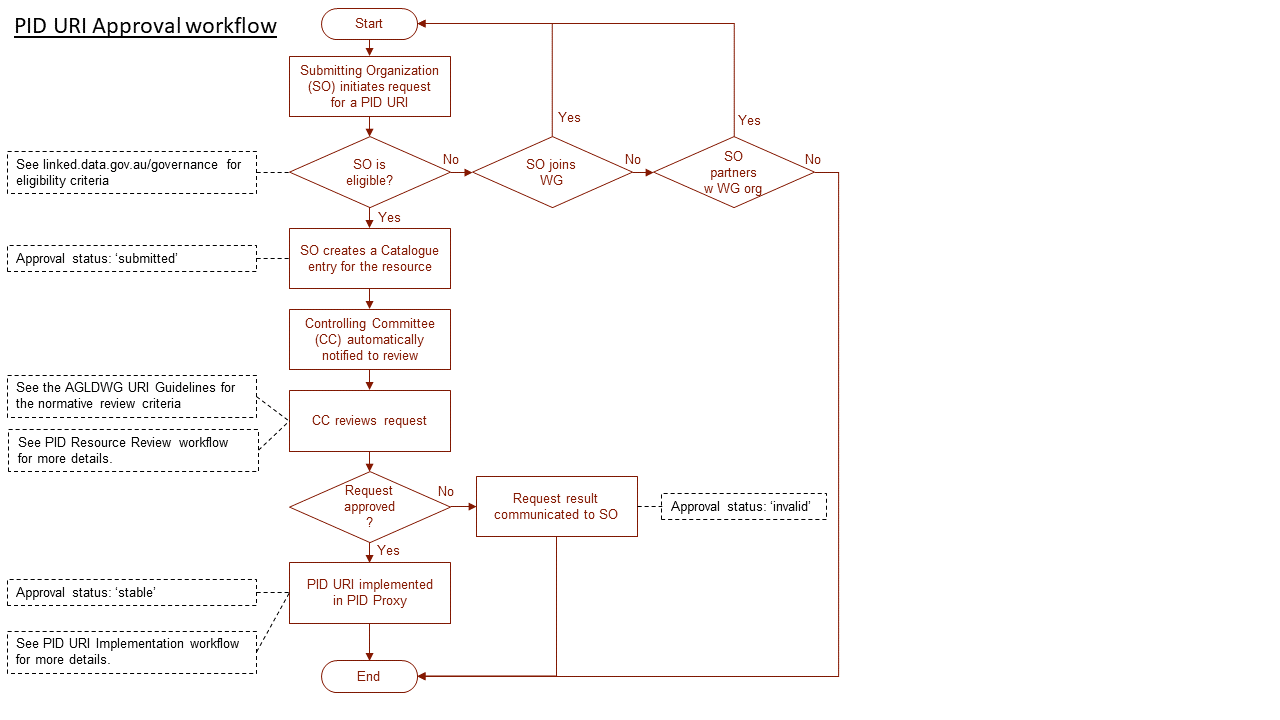 PID URI Approval workflow
Start
Submitting Organization
(SO) initiates request
for a PID URI
Yes
Yes
See linked.data.gov.au/governance for
eligibility criteria
SO is
eligible?
No
SO joins
WG
No
SO
partners
w WG org
No
Yes
Approval status: ‘submitted’
SO creates a Catalogue
entry for the resource
Controlling Committee
(CC) automatically
notified to review
See the AGLDWG URI Guidelines for
the normative review criteria
CC reviews request
See PID Resource Review workflow
for more details.
Request
approved
?
No
Request result
communicated to SO
Approval status: ‘invalid’
Yes
Approval status: ‘stable’
PID URI implemented
in PID Proxy
See PID URI Implementation workflow
for more details.
End